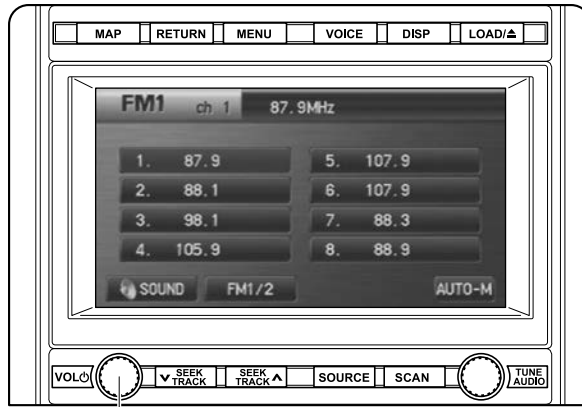 MAP RETURN MENU VOICE DISP LOAD/⏏
FM1 ch 1 87.9MHz
1. 87.9 5. 107.9
2. 88.1 6. 107.9
3. 98.1 7. 88.3
4. 105.9 8. 88.9
SOUND FM1/2 AUTO-M
VOL⏻ ∨ SEEK TRACK SEEK TRACK ∧ SOURCE SCAN TUNE AUDIO